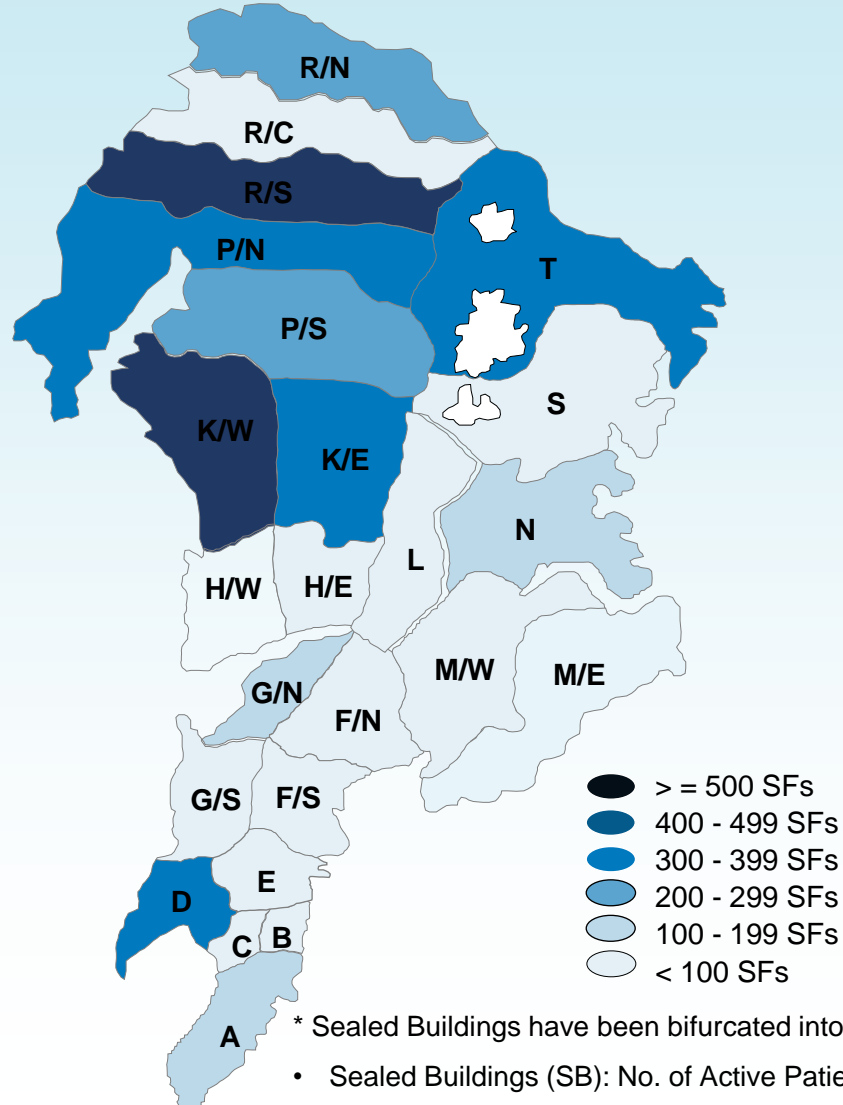 R/N
R/C
R/S
P/N
T
P/S
S
K/W
K/E
N
L
H/W
H/E
M/W
M/E
G/N
F/N
G/S
F/S
E
D
C
B
A
> = 500 SFs
400 - 499 SFs
300 - 399 SFs
200 - 299 SFs
100 - 199 SFs
< 100 SFs
* Sealed Buildings have been bifurcated into
• Sealed Buildings (SB): No. of Active Patie